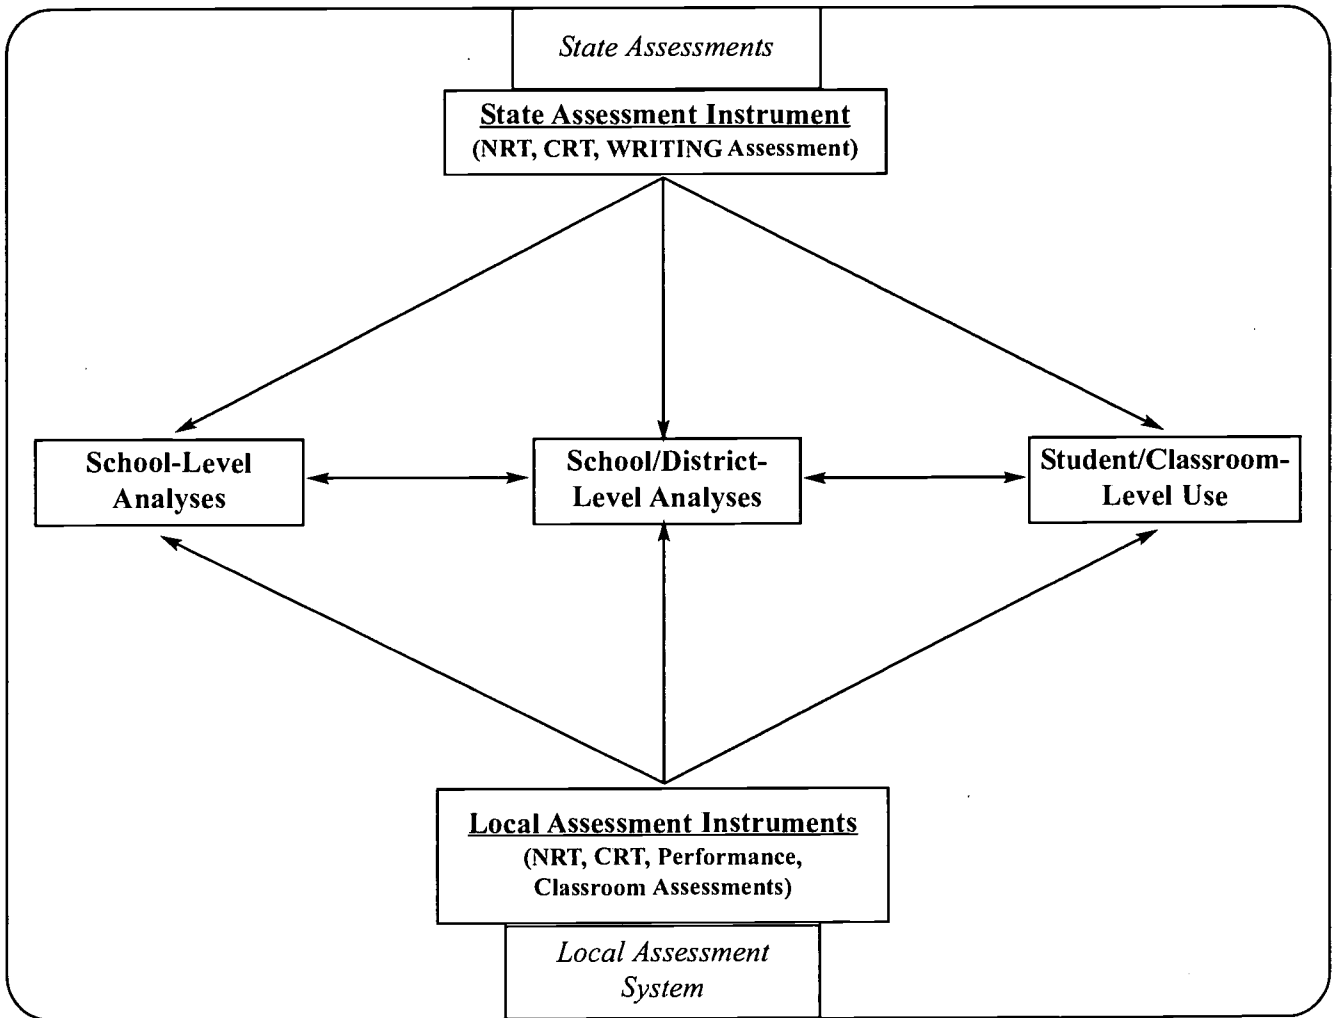 State Assessments
State Assessment Instrument
(NRT, CRT, WRITING Assessment)
School-Level
Analyses
School/District-
Level Analyses
Student/Classroom-
Level Use
Local Assessment Instruments
(NRT, CRT, Performance,
Classroom Assessments)
Local Assessment
System